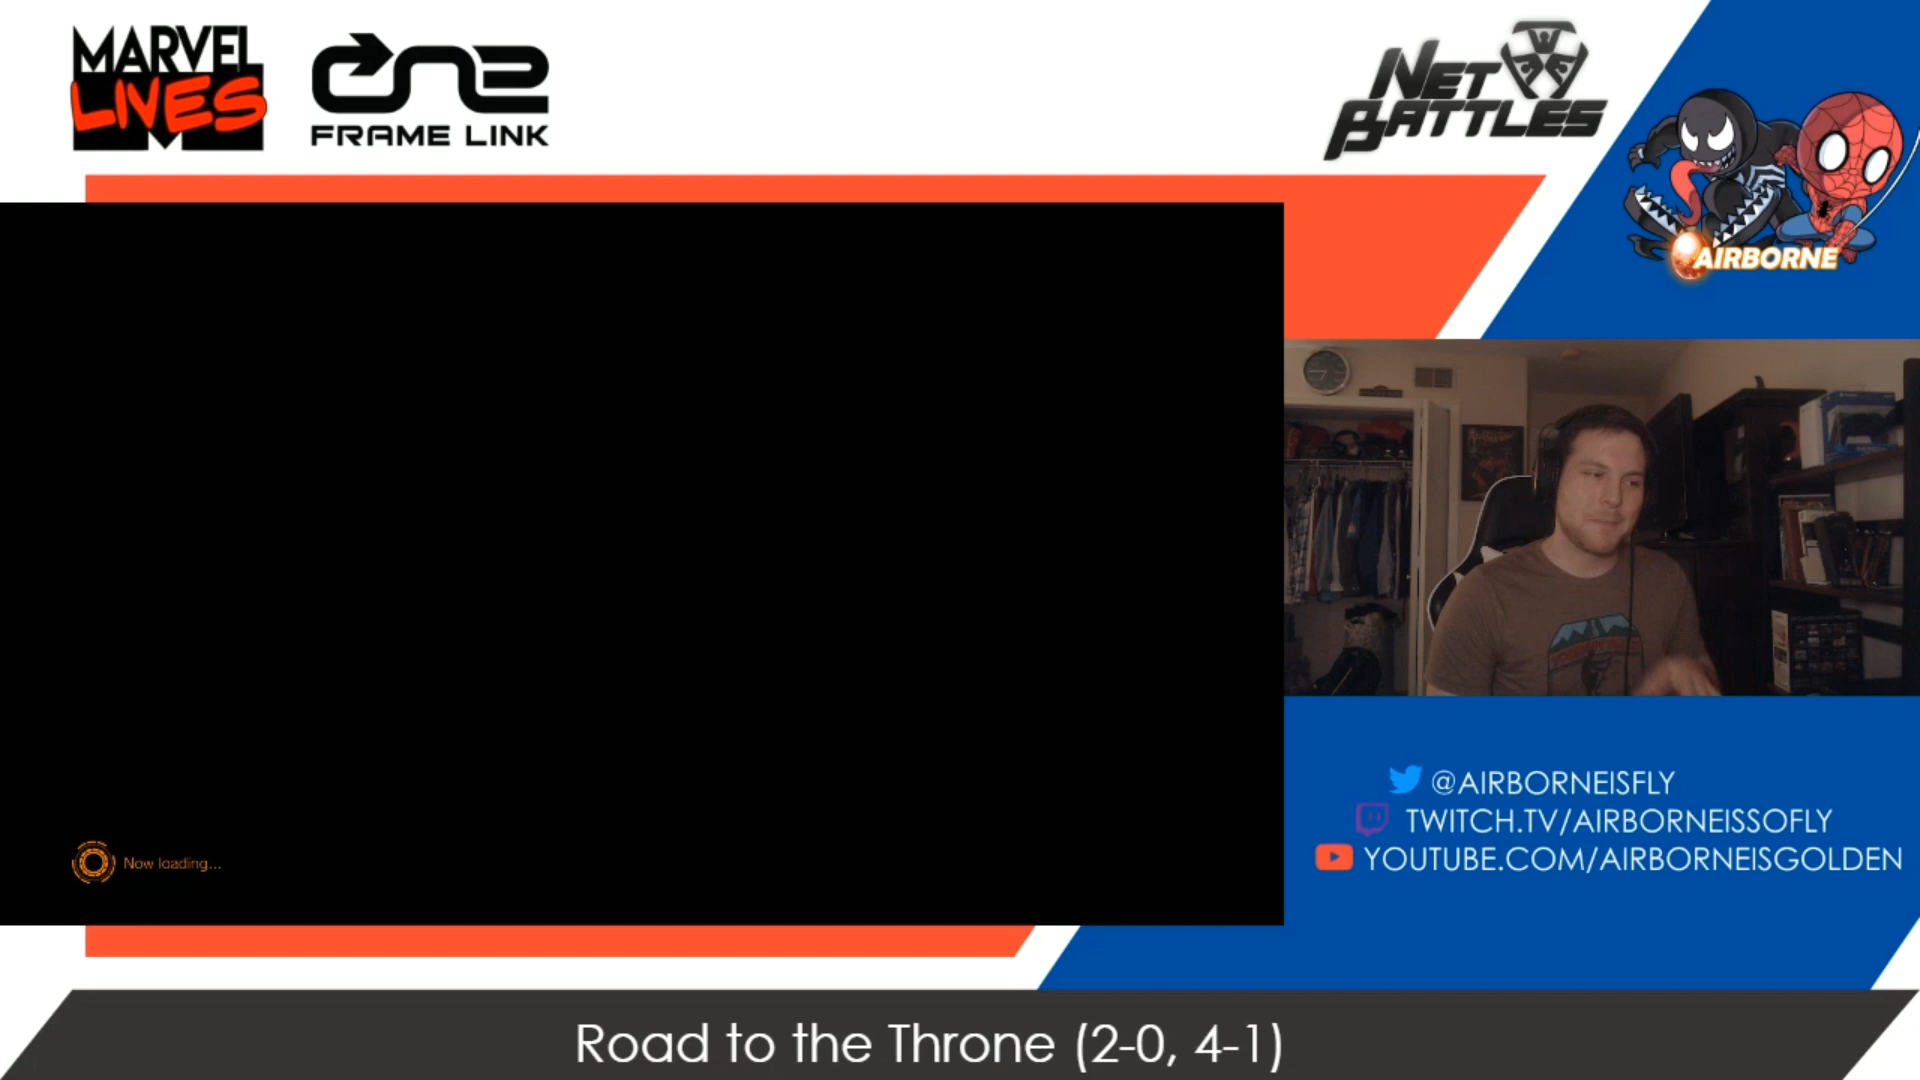 MARVEL
LIVES
ONE
FRAME LINK
NET
BATTLES
AIRBORNE
Now loading...
@AIRBORNEISFLY
TWITCH.TV/AIRBORNEISSOFLY
YOUTUBE.COM/AIRBORNEISGOLDEN
Road to the Throne (2-0, 4-1)